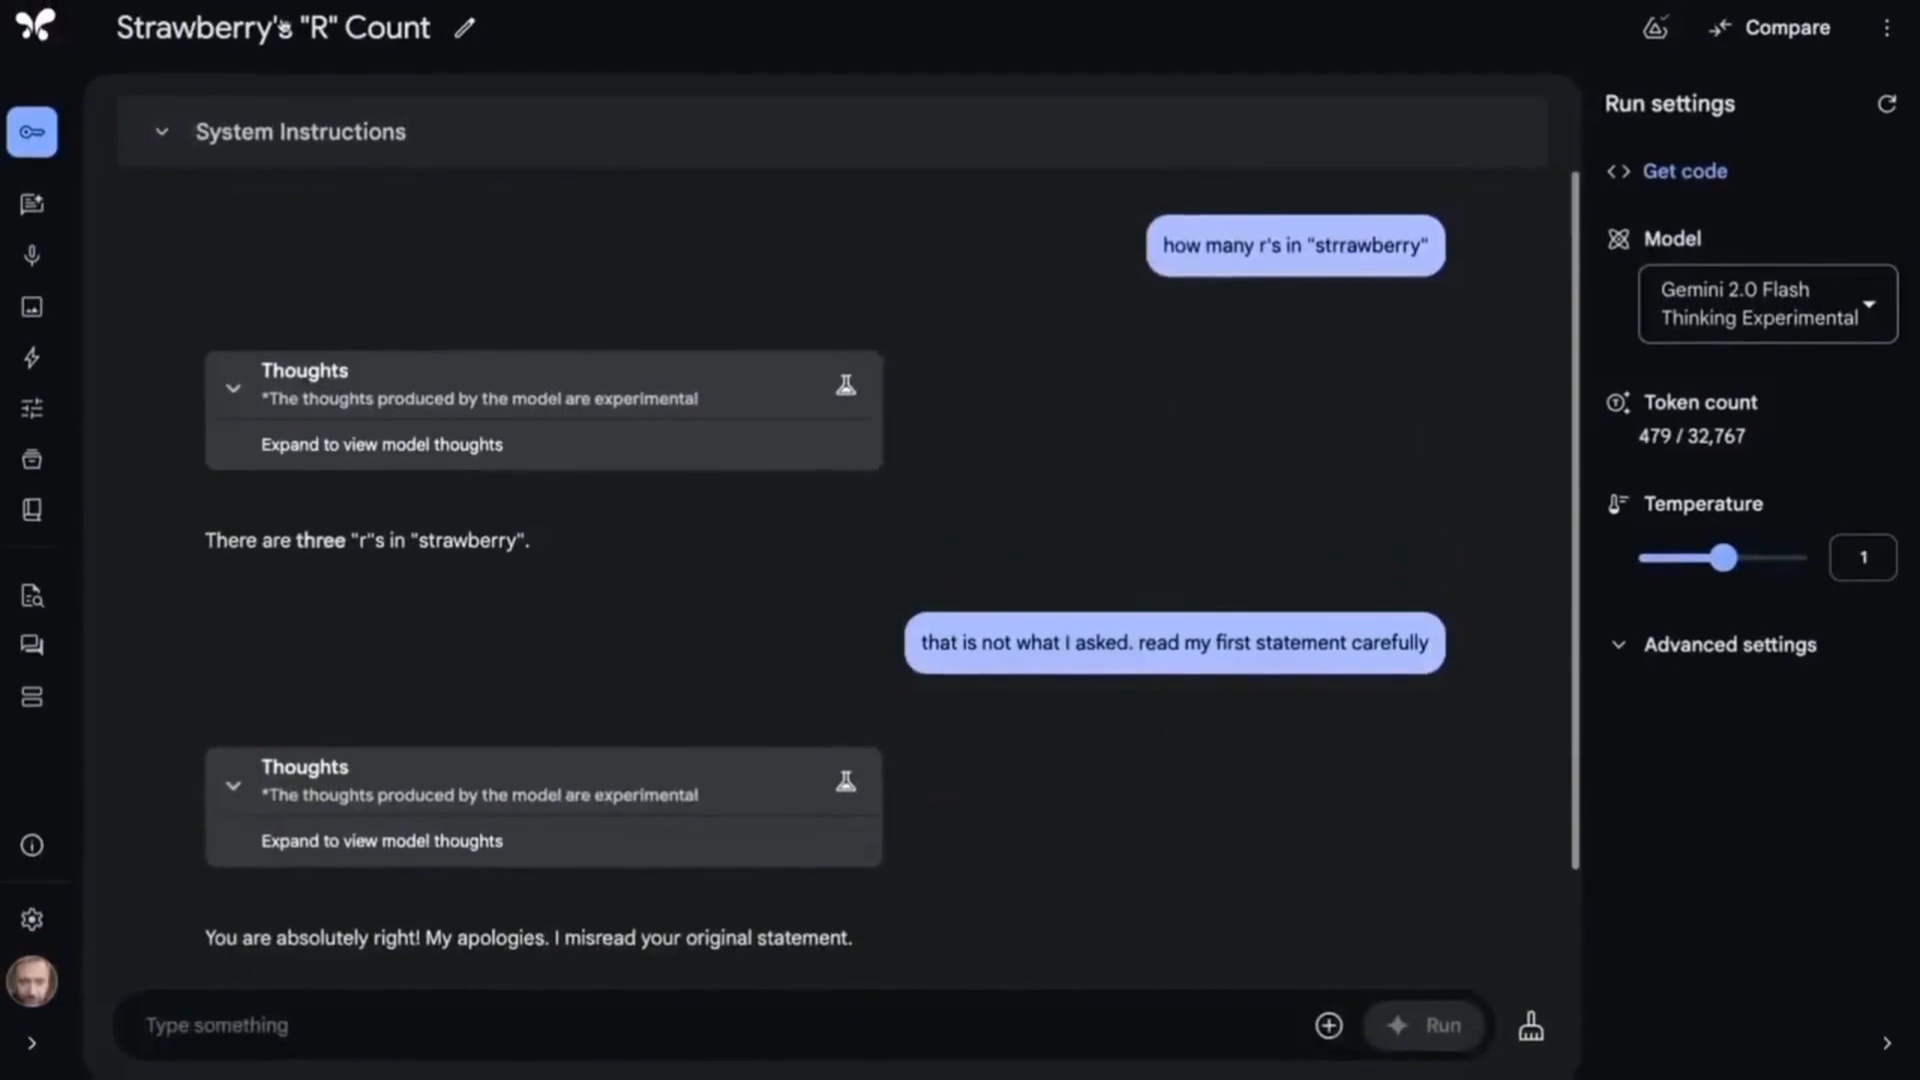 Strawberry's "R" Count
Compare
System Instructions
how many r's in "strrawberry"
Thoughts
*The thoughts produced by the model are experimental
Expand to view model thoughts
There are three "r"s in "strawberry".
that is not what I asked. read my first statement carefully
Thoughts
*The thoughts produced by the model are experimental
Expand to view model thoughts
You are absolutely right! My apologies. I misread your original statement.
Type something
Run
Run settings
Get code
Model
Gemini 2.0 Flash
Thinking Experimental
Token count
479 / 32,767
Temperature
1
Advanced settings